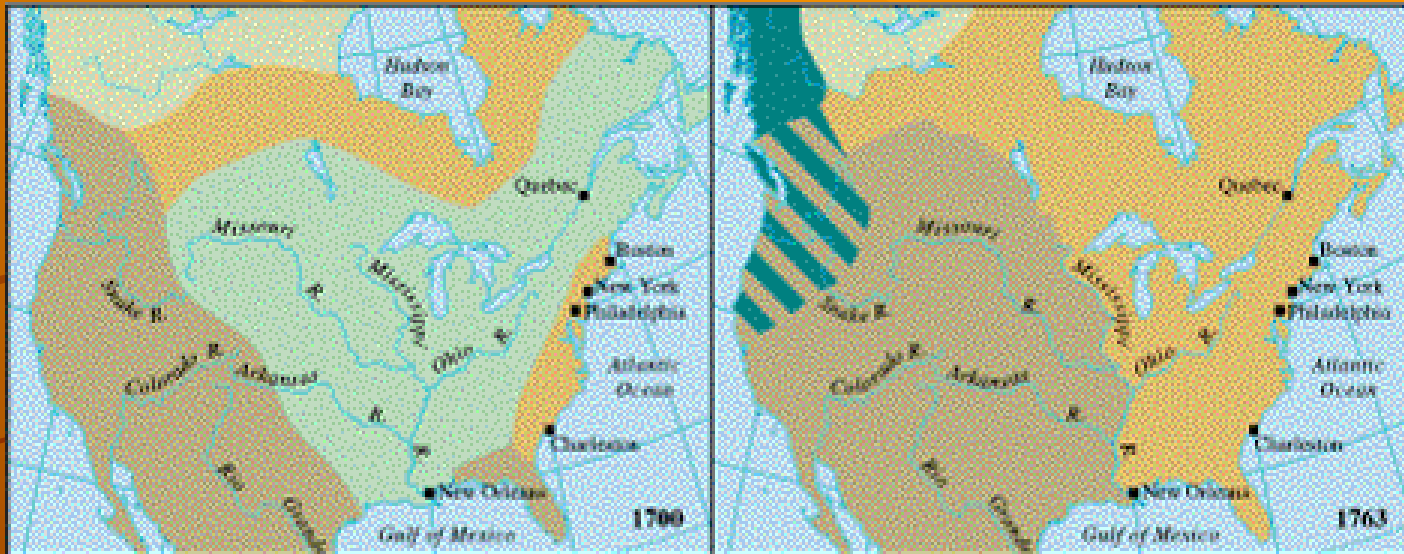 Hudson
Bay
Quebec
Missouri
R.
Mississippi
Boston
New York
Philadelphia
Snake R.
Ohio
R.
Colorado R.
Arkansas
R.
Atlantic
Ocean
Charleston
R
Rio
Grande
New Orleans
1700
Gulf of Mexico
Hudson
Bay
Quebec
Missouri
R.
Mississippi
Boston
New York
Philadelphia
Snake R.
Ohio
R.
Colorado R.
Arkansas
R.
Atlantic
Ocean
Charleston
R
Rio
Grande
New Orleans
1763
Gulf of Mexico